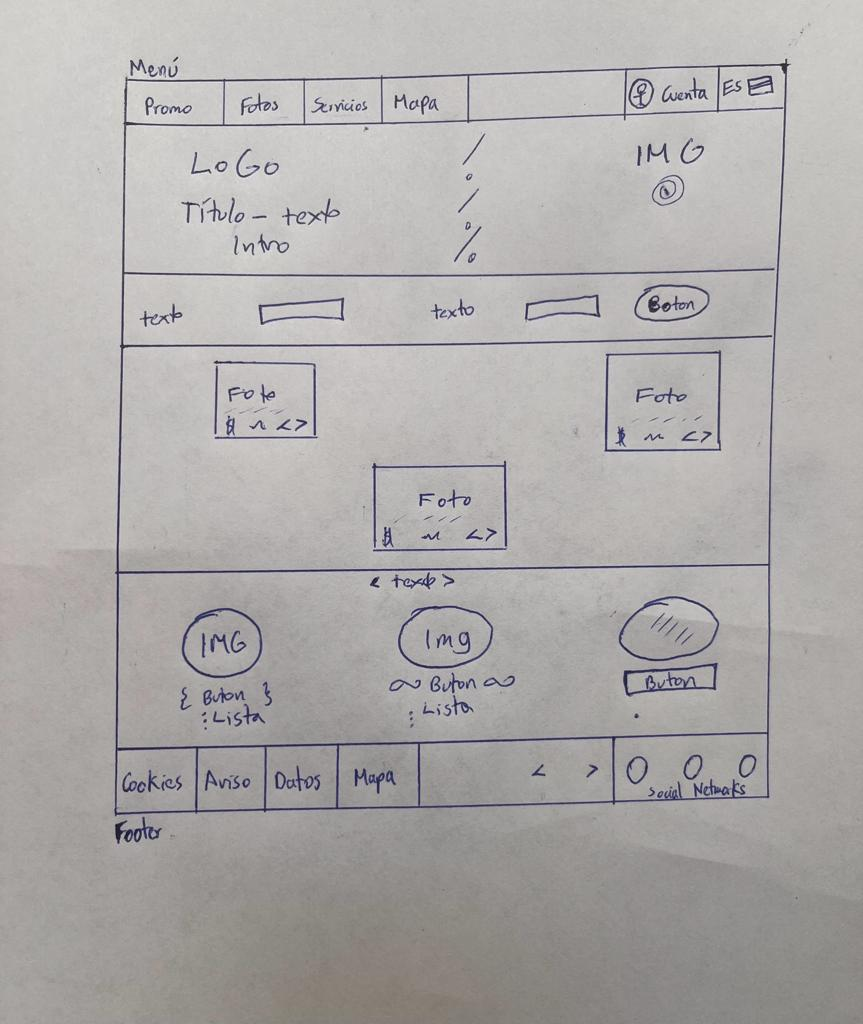 Menú
Promo Fotos Servicios Mapa Cuenta ES
LoGo IMG
Título - texto
Intro
texto texto Boton
Foto Foto
$ <> $ <>
Foto
$ <>
< texto >
IMG Img
{ Buton } Buton Buton
: Lista : Lista
Cookies Aviso Datos Mapa < >
Social Networks
Footer